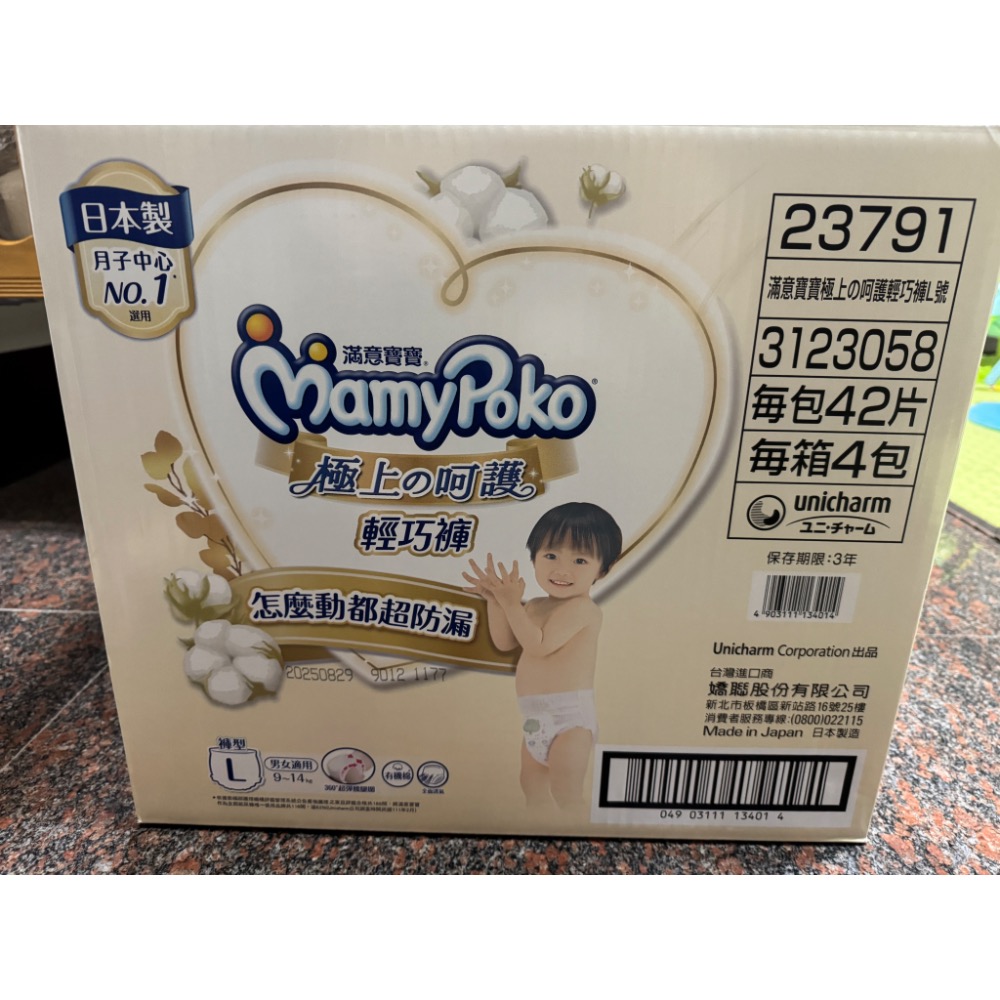 日本製
月子中心
NO.1*
選用
滿意寶寶®
MamyPoko®
極上の呵護
輕巧褲
怎麼動都超防漏
20250829 9012 1177
褲型
L
男女適用
9~14kg
有機棉
23791
滿意寶寶極上の呵護輕巧褲L號
3123058
每包42片
每箱4包
unicharm
ユニ・チャーム
保存期限:3年
4 903111 134014
Unicharm Corporation出品
台灣進口商
嬌聯股份有限公司
新北市板橋區新站路16號25樓
消費者服務專線:(0800)022115
Made in Japan 日本製造
049 03111 13401 4